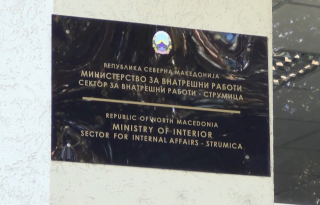 РЕПУБЛИКА СЕВЕРНА МАКЕДОНИЈА
МИНИСТЕРСТВО ЗА ВНАТРЕШНИ РАБОТИ
СЕКТОР ЗА ВНАТРЕШНИ РАБОТИ - СТРУМИЦА
REPUBLIC OF NORTH MACEDONIA
MINISTRY OF INTERIOR
SECTOR FOR INTERNAL AFFAIRS - STRUMICA